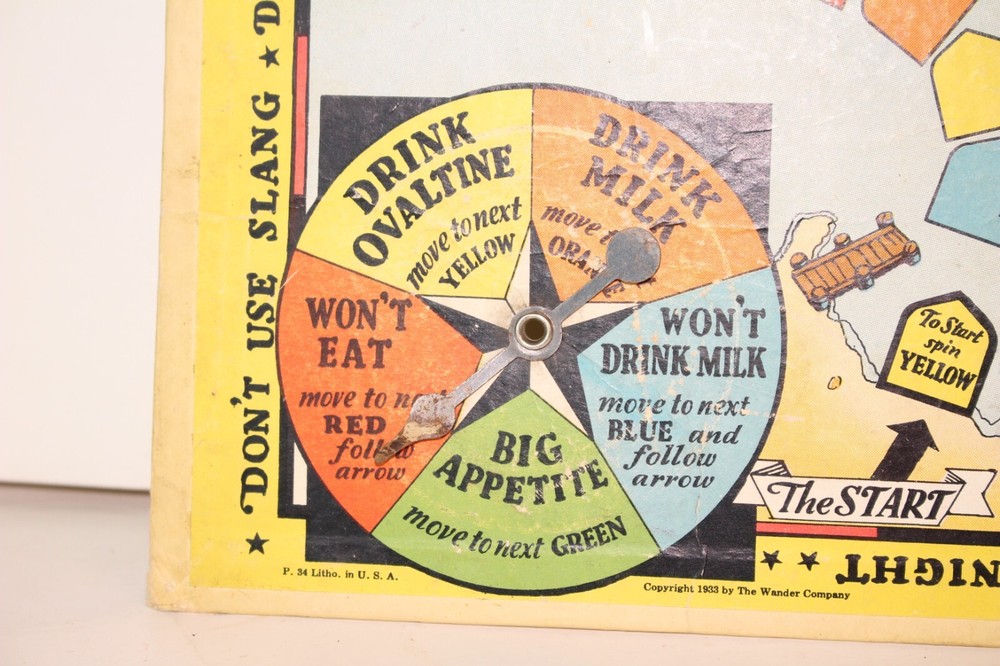 ★ DON'T USE SLANG ★ D
DRINK
OVALTINE
move to next
YELLOW
DRINK
MILK
move
ORANGE
WON'T
DRINK MILK
move to next
BLUE and
follow
arrow
BIG
APPETITE
move to next GREEN
WON'T
EAT
move to next
RED
follow
arrow
To Start
spin
YELLOW
The START
★ ★ NIGHT
P. 34 Litho. in U. S. A.
Copyright 1933 by The Wander Company